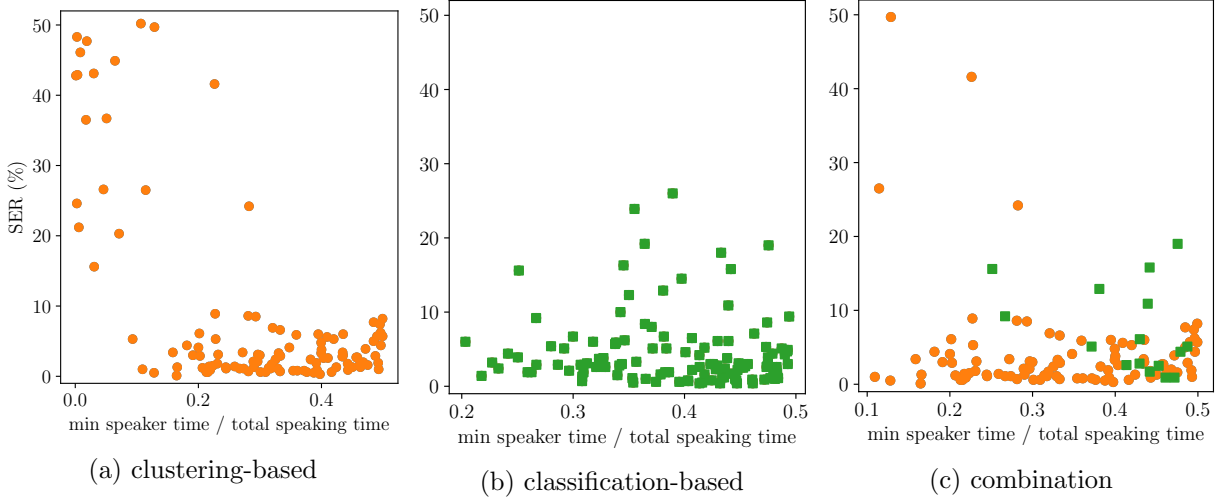 SER (%)
50
40
30
20
10
0
0.0 0.2 0.4
min speaker time / total speaking time
(a) clustering-based
50
40
30
20
10
0
0.2 0.3 0.4 0.5
min speaker time / total speaking time
(b) classification-based
50
40
30
20
10
0
0.1 0.2 0.3 0.4 0.5
min speaker time / total speaking time
(c) combination